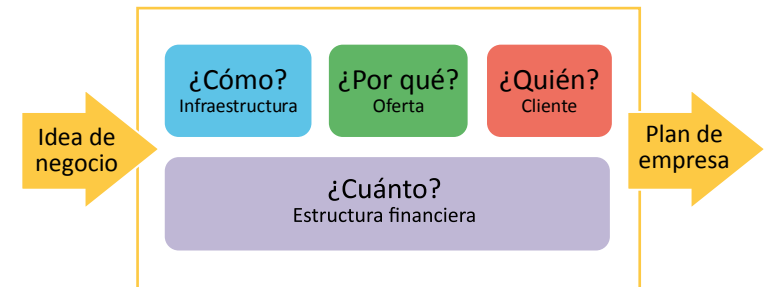 Idea de
negocio
¿Cómo?
Infraestructura
¿Por qué?
Oferta
¿Quién?
Cliente
¿Cuánto?
Estructura financiera
Plan de
empresa